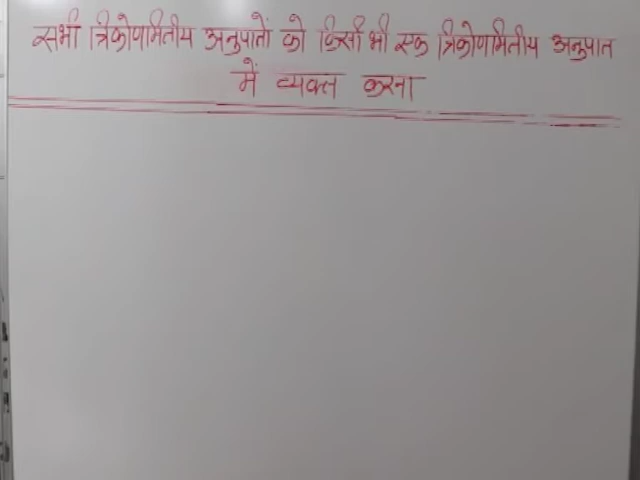 सभी त्रिकोणमितीय अनुपातों को किसी भी एक त्रिकोणमितीय अनुपात
में व्यक्त करना